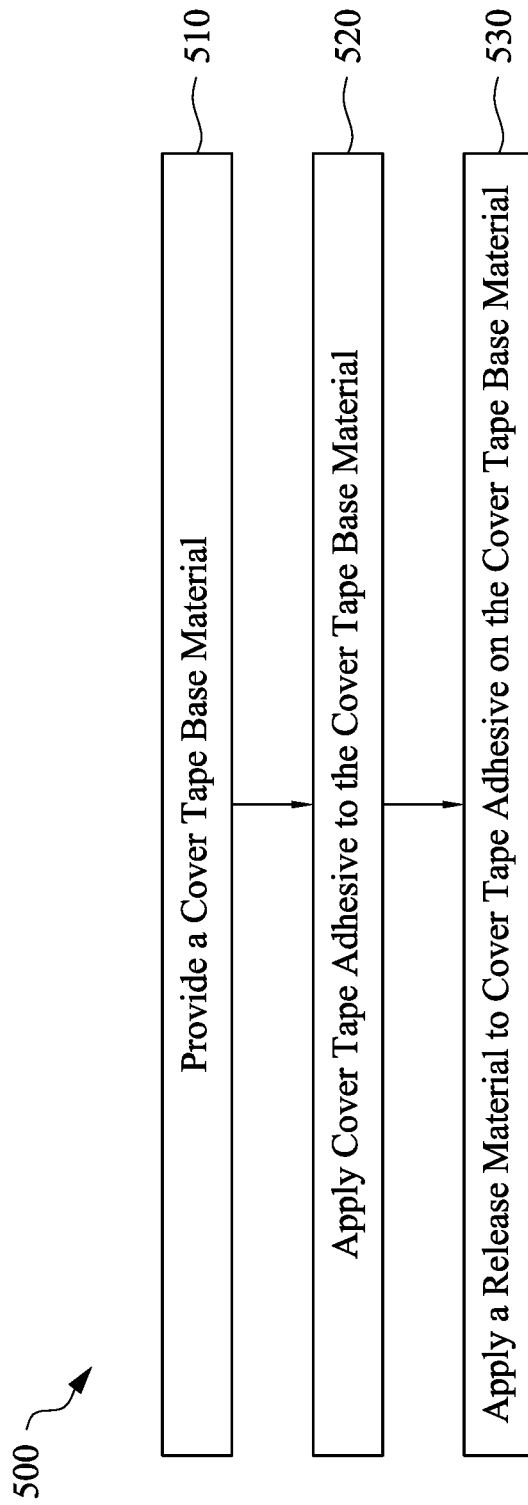 500
Provide a Cover Tape Base Material
510
Apply Cover Tape Adhesive to the Cover Tape Base Material
520
Apply a Release Material to Cover Tape Adhesive on the Cover Tape Base Material
530